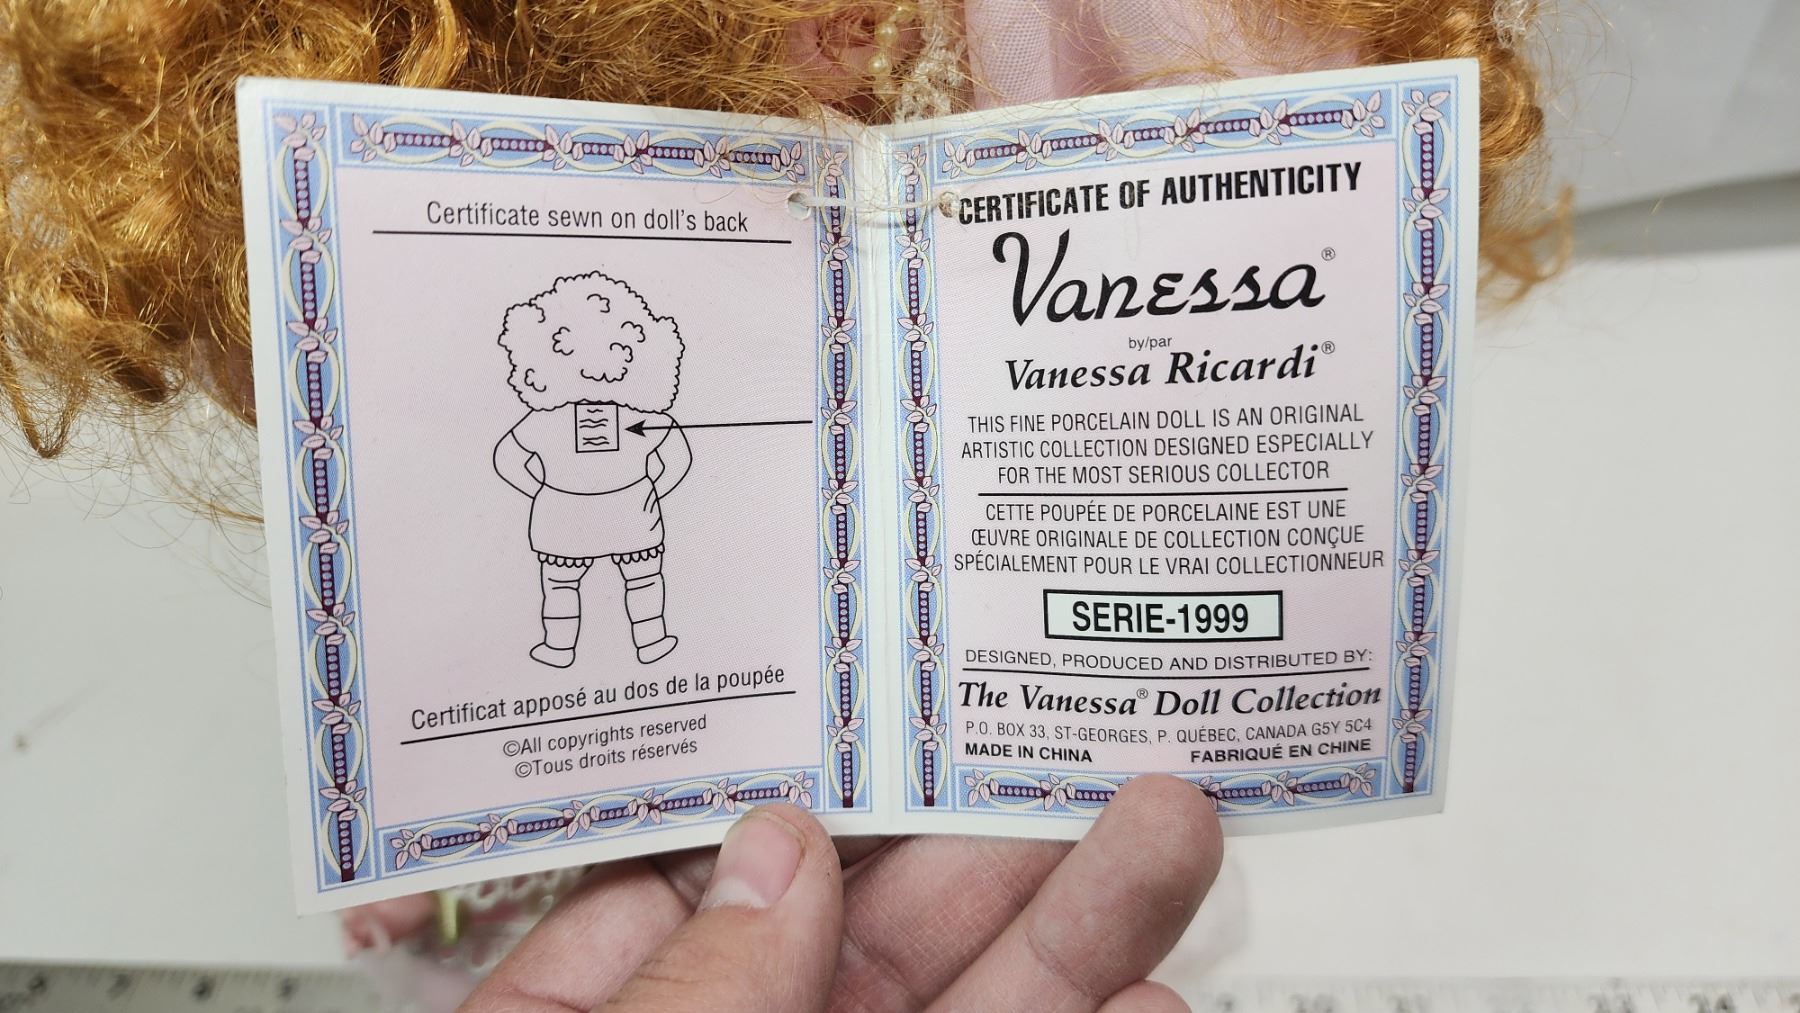 Certificate sewn on doll's back
Certificat apposé au dos de la poupée
©All copyrights reserved
©Tous droits réservés
CERTIFICATE OF AUTHENTICITY
Vanessa®
by/par
Vanessa Ricardi®
THIS FINE PORCELAIN DOLL IS AN ORIGINAL
ARTISTIC COLLECTION DESIGNED ESPECIALLY
FOR THE MOST SERIOUS COLLECTOR
CETTE POUPÉE DE PORCELAINE EST UNE
ŒUVRE ORIGINALE DE COLLECTION CONÇUE
SPÉCIALEMENT POUR LE VRAI COLLECTIONNEUR
SERIE-1999
DESIGNED, PRODUCED AND DISTRIBUTED BY:
The Vanessa® Doll Collection
P.O. BOX 33, ST-GEORGES, P. QUÉBEC, CANADA G5Y 5C4
MADE IN CHINA FABRIQUÉ EN CHINE